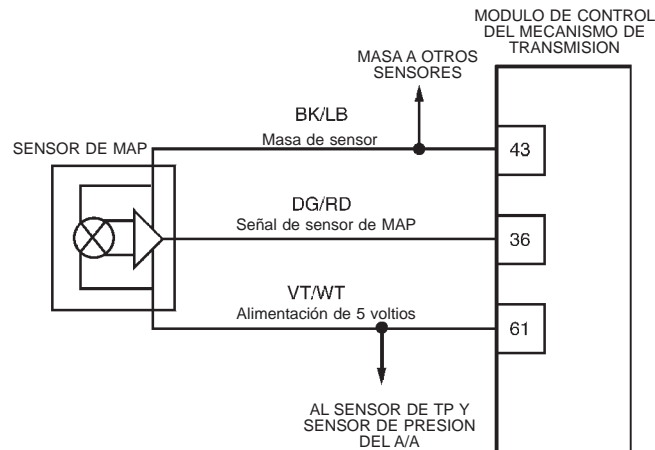 MODULO DE CONTROL
DEL MECANISMO DE
TRANSMISION
MASA A OTROS
SENSORES
BK/LB
Masa de sensor
43
SENSOR DE MAP
DG/RD
Señal de sensor de MAP
36
VT/WT
Alimentación de 5 voltios
61
AL SENSOR DE TP Y
SENSOR DE PRESION
DEL A/A